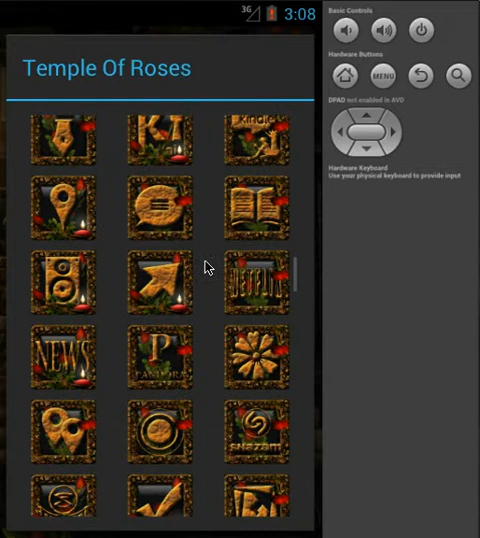 3G
3:08
Temple Of Roses
kindle
NETFLIX
NEWS
P
PANDORA
SHAZAM
Basic Controls
Hardware Buttons
MENU
DPAD not enabled in AVD
Hardware Keyboard
Use your physical keyboard to provide input